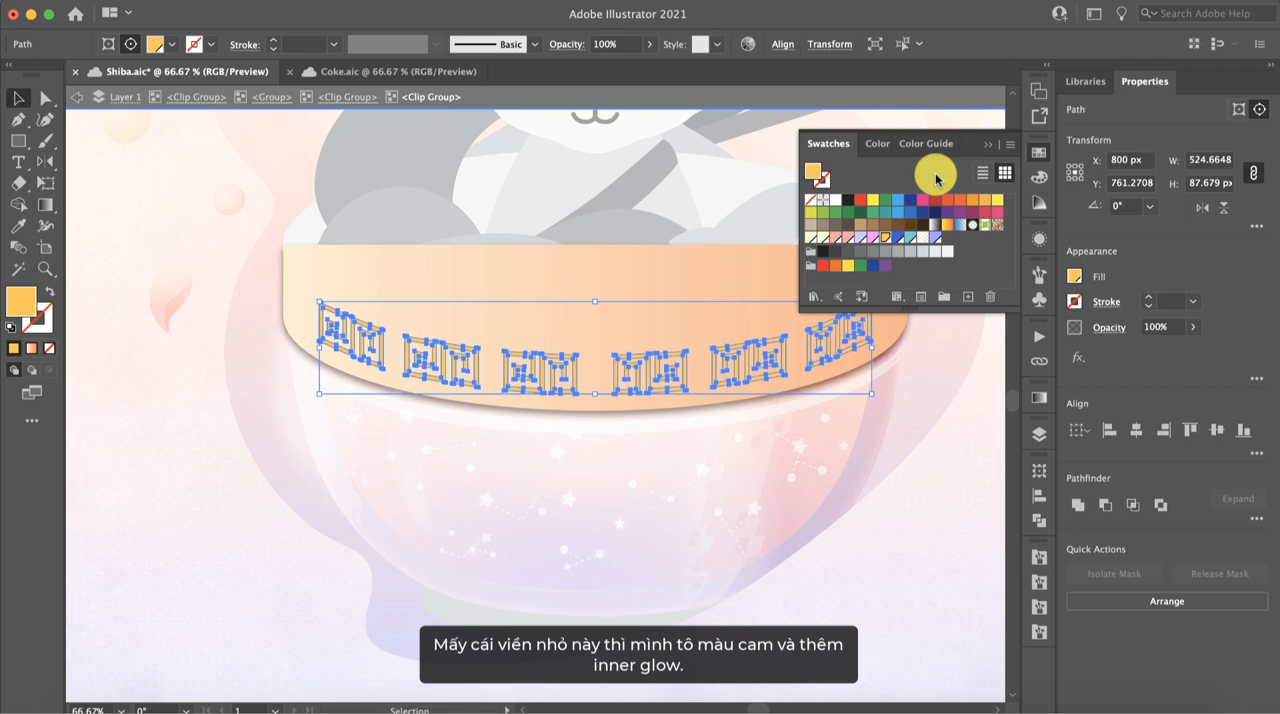 Adobe Illustrator 2021
Search Adobe Help
Path
Stroke:
Basic
Opacity:
100%
Style:
Align
Transform
Shiba.aic* @ 66.67 % (RGB/Preview)
Coke.aic @ 66.67 % (RGB/Preview)
Layer 1
<Clip Group>
<Group>
<Clip Group>
<Clip Group>
Swatches
Color
Color Guide
Libraries
Properties
Path
Transform
X:
800 px
W:
524.6648
Y:
761.2708
H:
87.679 px
0°
Appearance
Fill
Stroke
Opacity
100%
fx.
Align
Pathfinder
Expand
Quick Actions
Isolate Mask
Release Mask
Arrange
Mấy cái viền nhỏ này thì mình tô màu cam và thêm
inner glow.
66.67%
0°
1
Selection